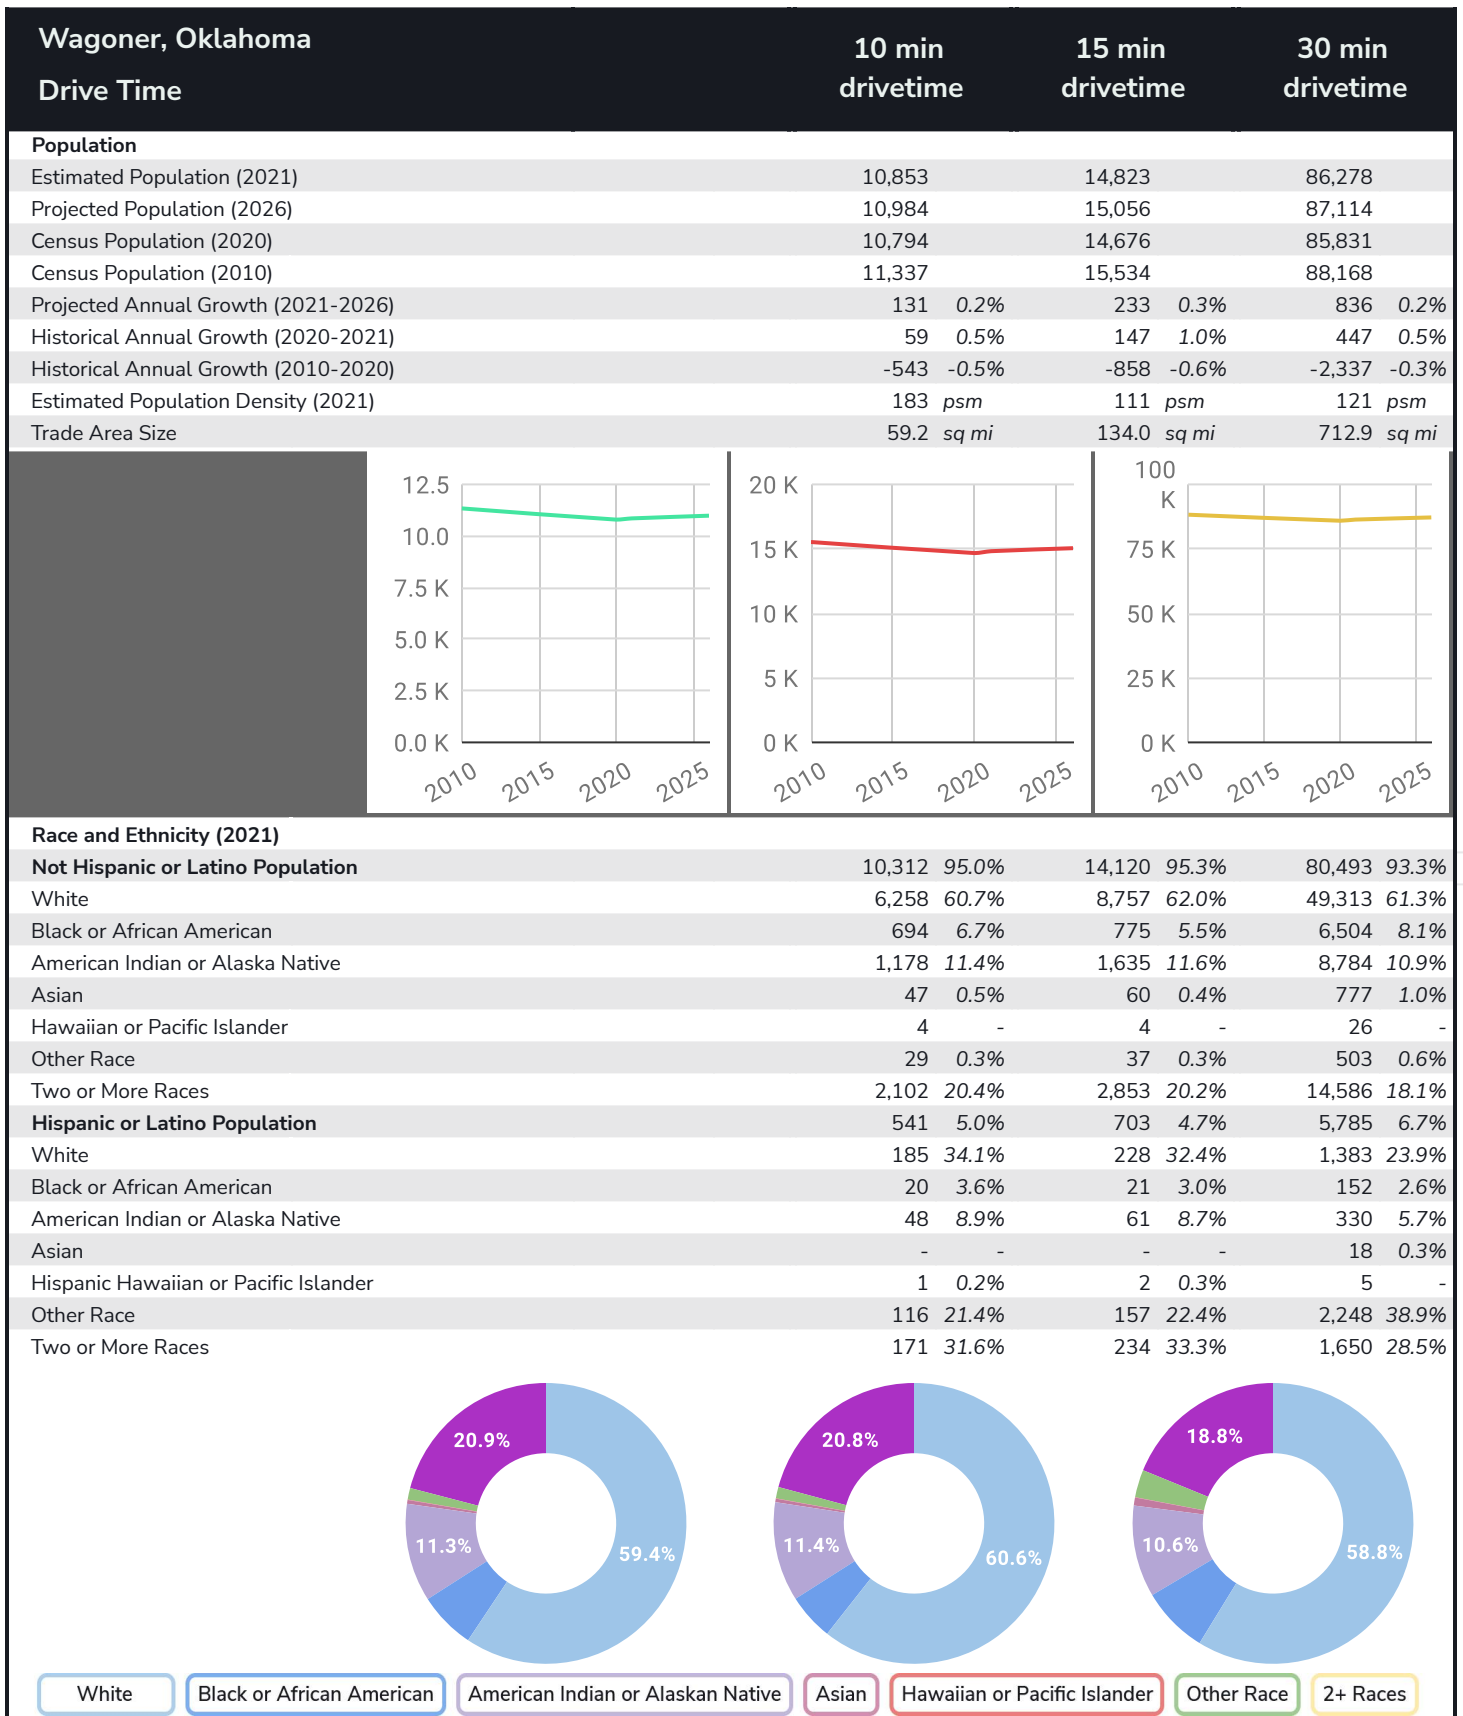 Wagoner, Oklahoma
Drive Time
10 min drivetime 15 min drivetime 30 min drivetime
Population
Estimated Population (2021) 10,853 14,823 86,278
Projected Population (2026) 10,984 15,056 87,114
Census Population (2020) 10,794 14,676 85,831
Census Population (2010) 11,337 15,534 88,168
Projected Annual Growth (2021-2026) 131 0.2% 233 0.3% 836 0.2%
Historical Annual Growth (2020-2021) 59 0.5% 147 1.0% 447 0.5%
Historical Annual Growth (2010-2020) -543 -0.5% -858 -0.6% -2,337 -0.3%
Estimated Population Density (2021) 183 psm 111 psm 121 psm
Trade Area Size 59.2 sq mi 134.0 sq mi 712.9 sq mi
12.5
10.0
7.5 K
5.0 K
2.5 K
0.0 K
2010 2015 2020 2025
20 K
15 K
10 K
5 K
0 K
2010 2015 2020 2025
100
K
75 K
50 K
25 K
0 K
2010 2015 2020 2025
Race and Ethnicity (2021)
Not Hispanic or Latino Population 10,312 95.0% 14,120 95.3% 80,493 93.3%
White 6,258 60.7% 8,757 62.0% 49,313 61.3%
Black or African American 694 6.7% 775 5.5% 6,504 8.1%
American Indian or Alaska Native 1,178 11.4% 1,635 11.6% 8,784 10.9%
Asian 47 0.5% 60 0.4% 777 1.0%
Hawaiian or Pacific Islander 4 - 4 - 26 -
Other Race 29 0.3% 37 0.3% 503 0.6%
Two or More Races 2,102 20.4% 2,853 20.2% 14,586 18.1%
Hispanic or Latino Population 541 5.0% 703 4.7% 5,785 6.7%
White 185 34.1% 228 32.4% 1,383 23.9%
Black or African American 20 3.6% 21 3.0% 152 2.6%
American Indian or Alaska Native 48 8.9% 61 8.7% 330 5.7%
Asian - - - - 18 0.3%
Hispanic Hawaiian or Pacific Islander 1 0.2% 2 0.3% 5 -
Other Race 116 21.4% 157 22.4% 2,248 38.9%
Two or More Races 171 31.6% 234 33.3% 1,650 28.5%
20.9%
11.3%
59.4%
20.8%
11.4%
60.6%
18.8%
10.6%
58.8%
White Black or African American American Indian or Alaskan Native Asian Hawaiian or Pacific Islander Other Race 2+ Races